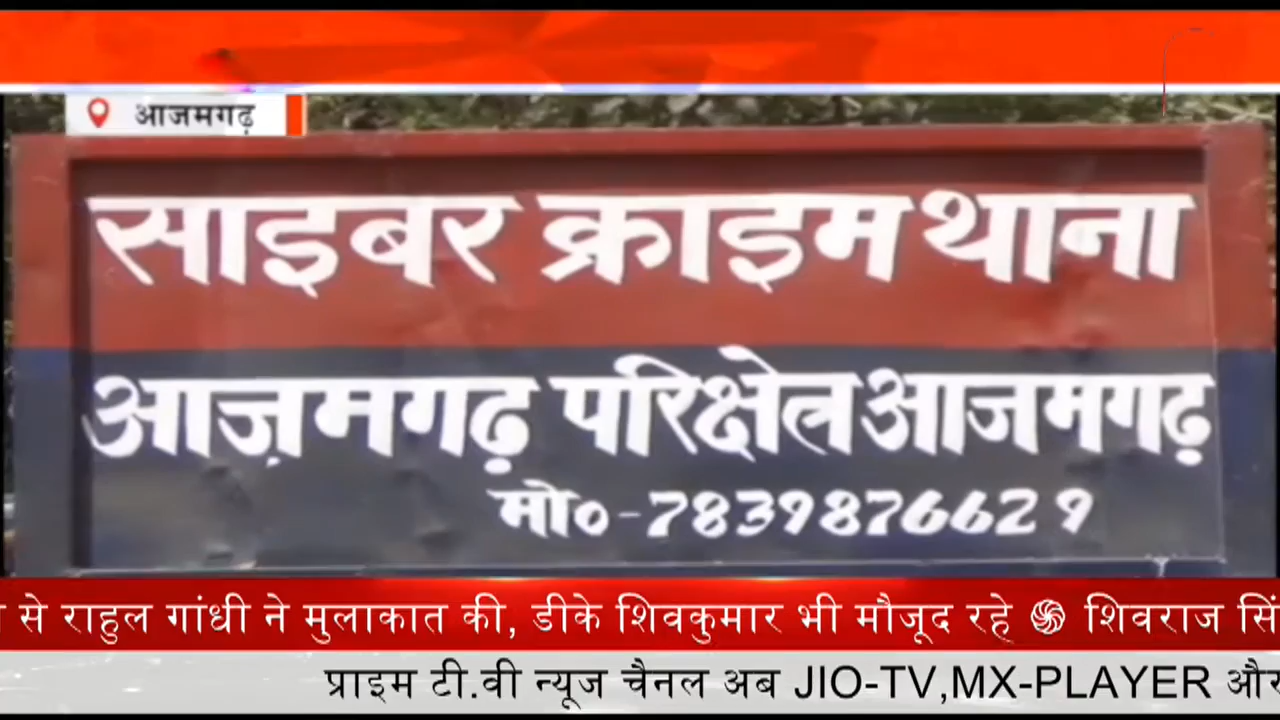 आजमगढ़
साइबर क्राइम थाना
आज़मगढ़ परिक्षेत्र आजमगढ़
मो०-7839876629
से राहुल गांधी ने मुलाकात की, डीके शिवकुमार भी मौजूद रहे ֍ शिवराज सिं
प्राइम टी.वी न्यूज चैनल अब JIO-TV,MX-PLAYER और